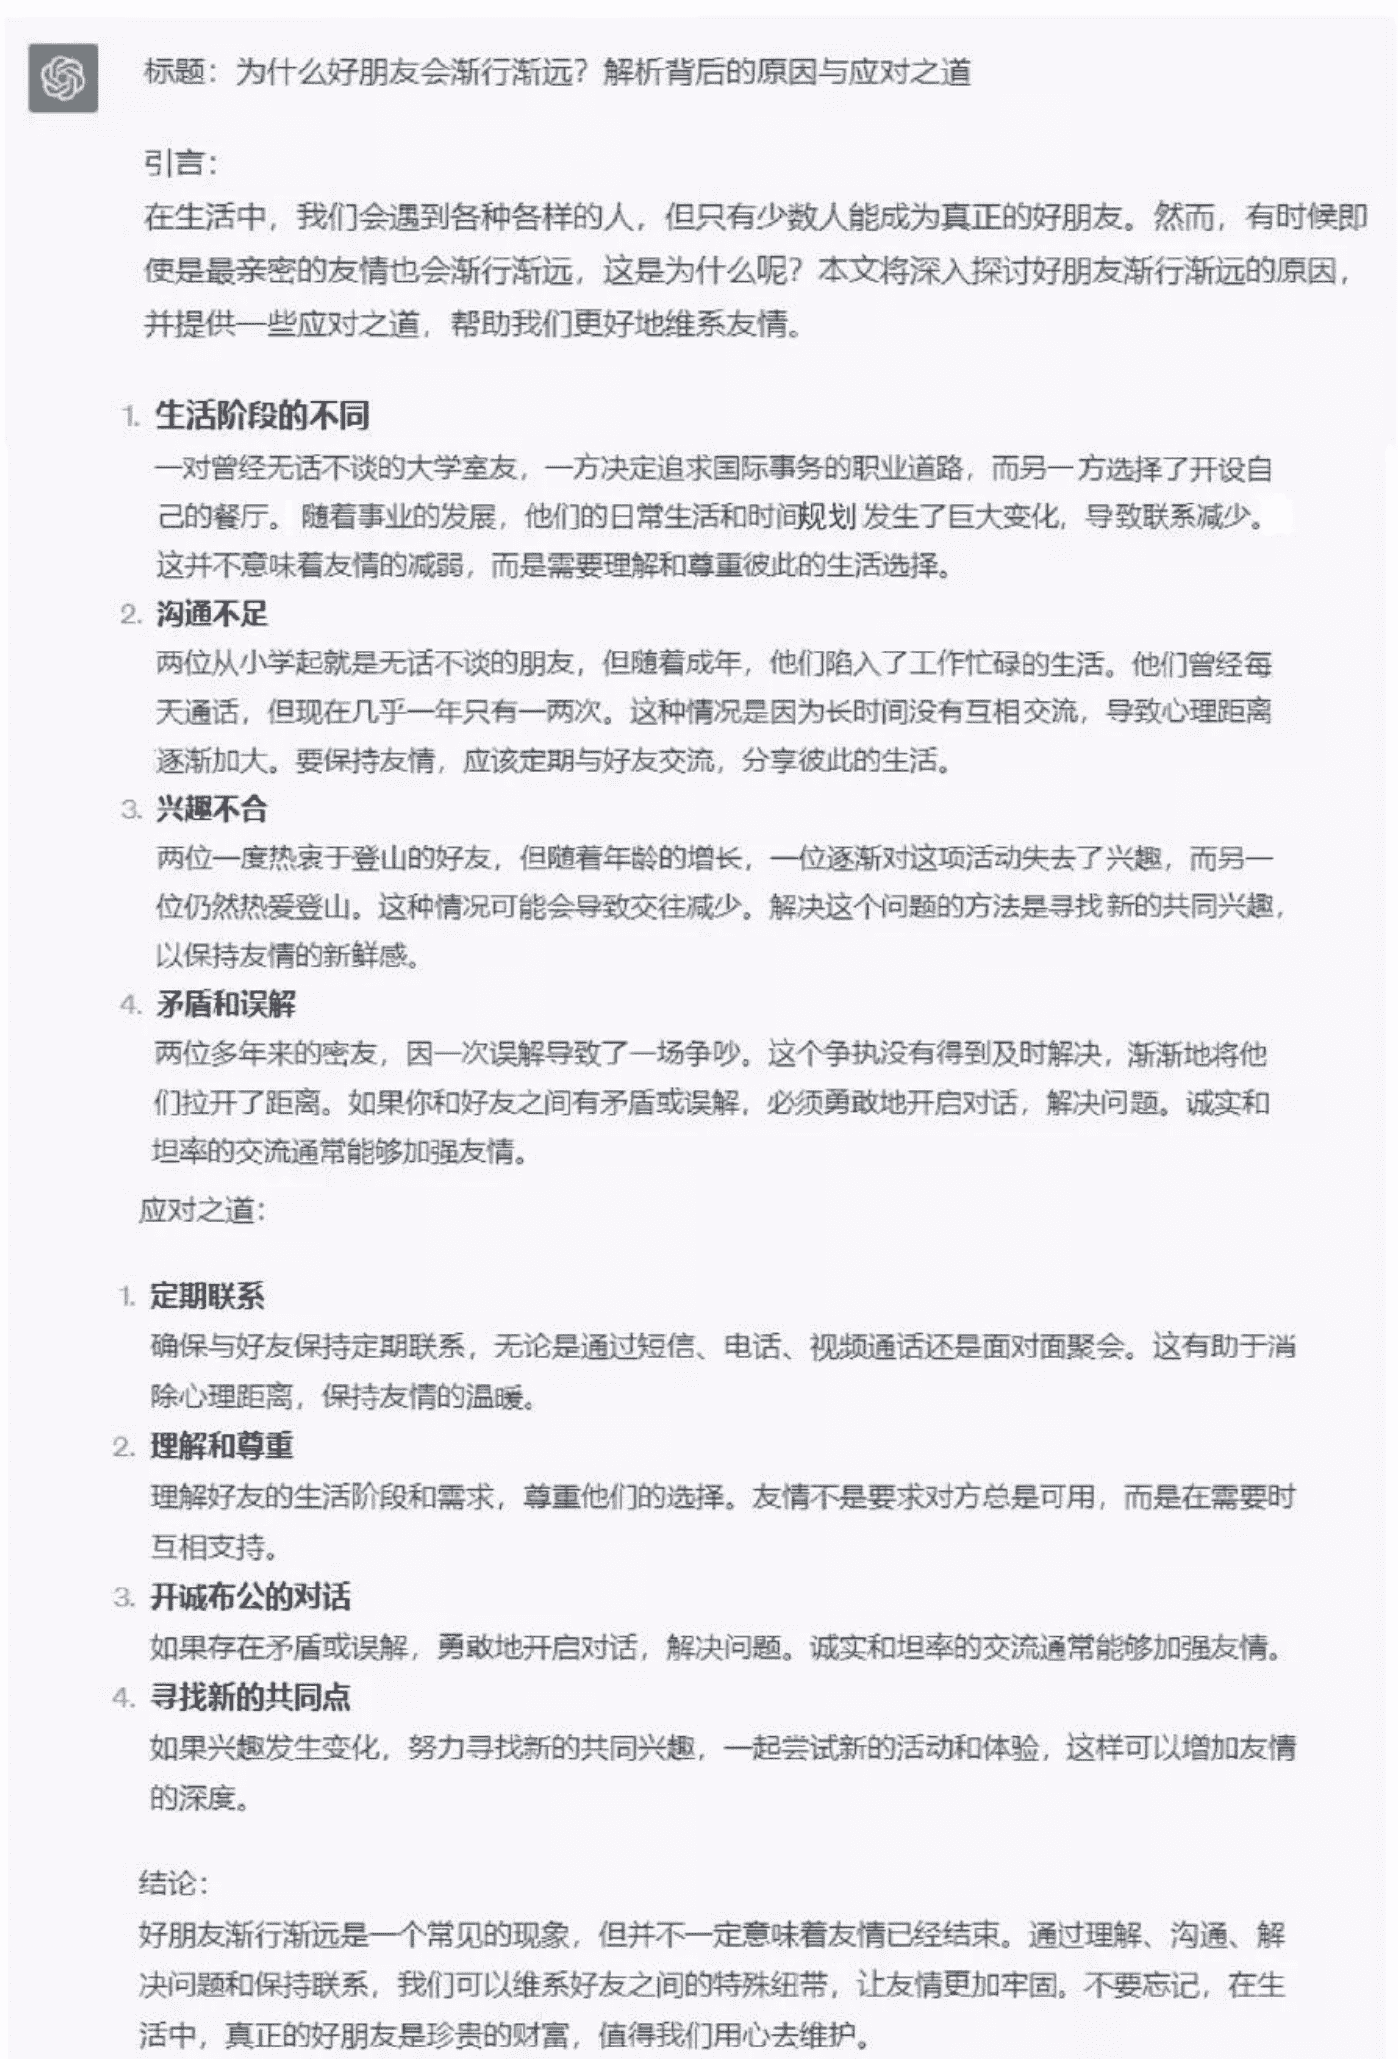 标题：为什么好朋友会渐行渐远？解析背后的原因与应对之道
引言：
在生活中，我们会遇到各种各样的人，但只有少数人能成为真正的好朋友。然而，有时候即
使是最亲密的友情也会渐行渐远，这是为什么呢？本文将深入探讨好朋友渐行渐远的原因，
并提供一些应对之道，帮助我们更好地维系友情。
1. 生活阶段的不同
一对曾经无话不谈的大学室友，一方决定追求国际事务的职业道路，而另一方选择了开设自
己的餐厅。随着事业的发展，他们的日常生活和时间规划发生了巨大变化，导致联系减少。
这并不意味着友情的减弱，而是需要理解和尊重彼此的生活选择。
2. 沟通不足
两位从小学起就是无话不谈的朋友，但随着成年，他们陷入了工作忙碌的生活。他们曾经每
天通话，但现在几乎一年只有一两次。这种情况是因为长时间没有互相交流，导致心理距离
逐渐加大。要保持友情，应该定期与好友交流，分享彼此的生活。
3. 兴趣不合
两位一度热衷于登山的好友，但随着年龄的增长，一位逐渐对这项活动失去了兴趣，而另一
位仍然热爱登山。这种情况可能会导致交往减少。解决这个问题的方法是寻找新的共同兴趣，
以保持友情的新鲜感。
4. 矛盾和误解
两位多年来的密友，因一次误解导致了一场争吵。这个争执没有得到及时解决，渐渐地将他
们拉开了距离。如果你和好友之间有矛盾或误解，必须勇敢地开启对话，解决问题。诚实和
坦率的交流通常能够加强友情。
应对之道：
1. 定期联系
确保与好友保持定期联系，无论是通过短信、电话、视频通话还是面对面聚会。这有助于消
除心理距离，保持友情的温暖。
2. 理解和尊重
理解好友的生活阶段和需求，尊重他们的选择。友情不是要求对方总是可用，而是在需要时
互相支持。
3. 开诚布公的对话
如果存在矛盾或误解，勇敢地开启对话，解决问题。诚实和坦率的交流通常能够加强友情。
4. 寻找新的共同点
如果兴趣发生变化，努力寻找新的共同兴趣，一起尝试新的活动和体验，这样可以增加友情
的深度。
结论：
好朋友渐行渐远是一个常见的现象，但并不一定意味着友情已经结束。通过理解、沟通、解
决问题和保持联系，我们可以维系好友之间的特殊纽带，让友情更加牢固。不要忘记，在生
活中，真正的好朋友是珍贵的财富，值得我们用心去维护。